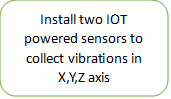 Install two IOT
powered sensors to
collect vibrations in
X,Y,Z axis